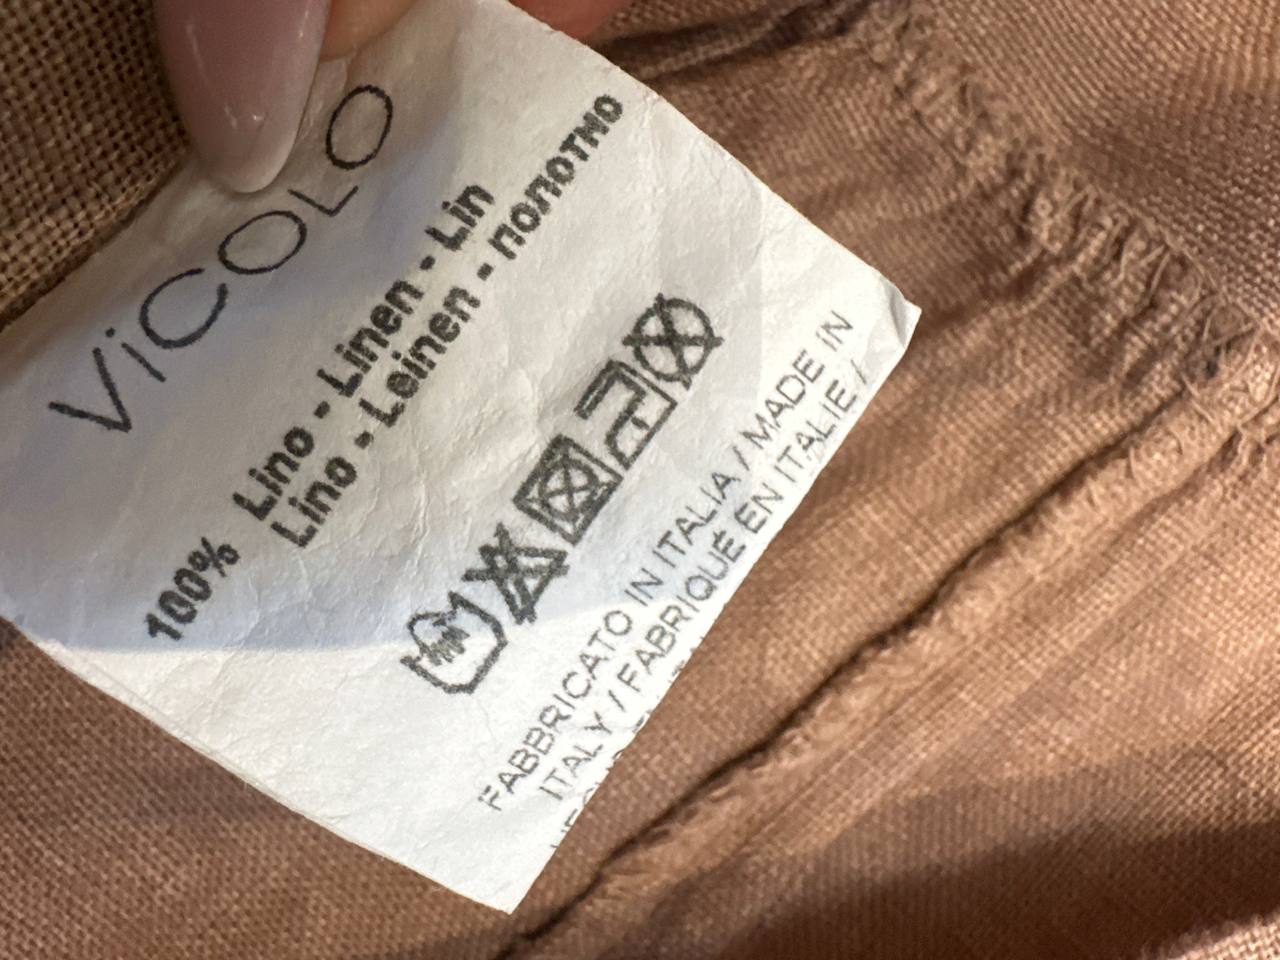 ViCOLO
100% Lino - Linen - Lin
Lino - Leinen - полотно
FABBRICATO IN ITALIA / MADE IN
ITALY / FABRIQUÉ EN ITALIE /